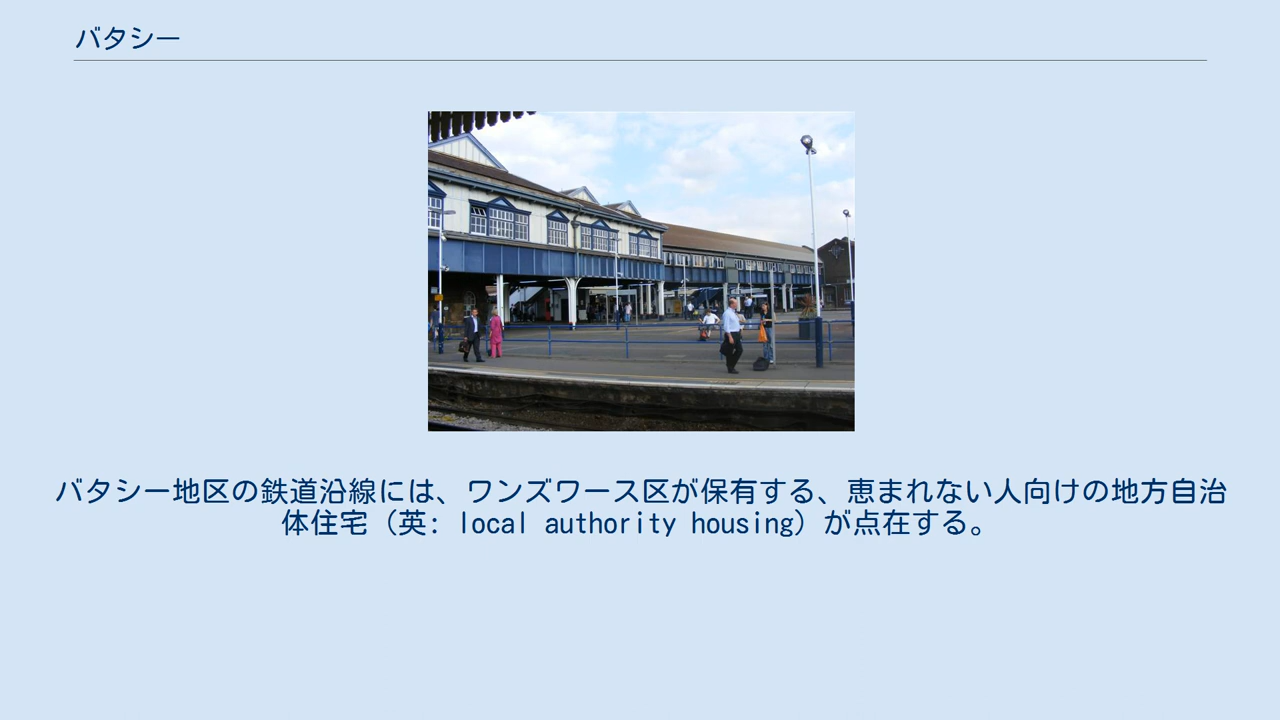 バタシー
バタシー地区の鉄道沿線には、ワンズワース区が保有する、恵まれない人向けの地方自治
体住宅（英: local authority housing）が点在する。